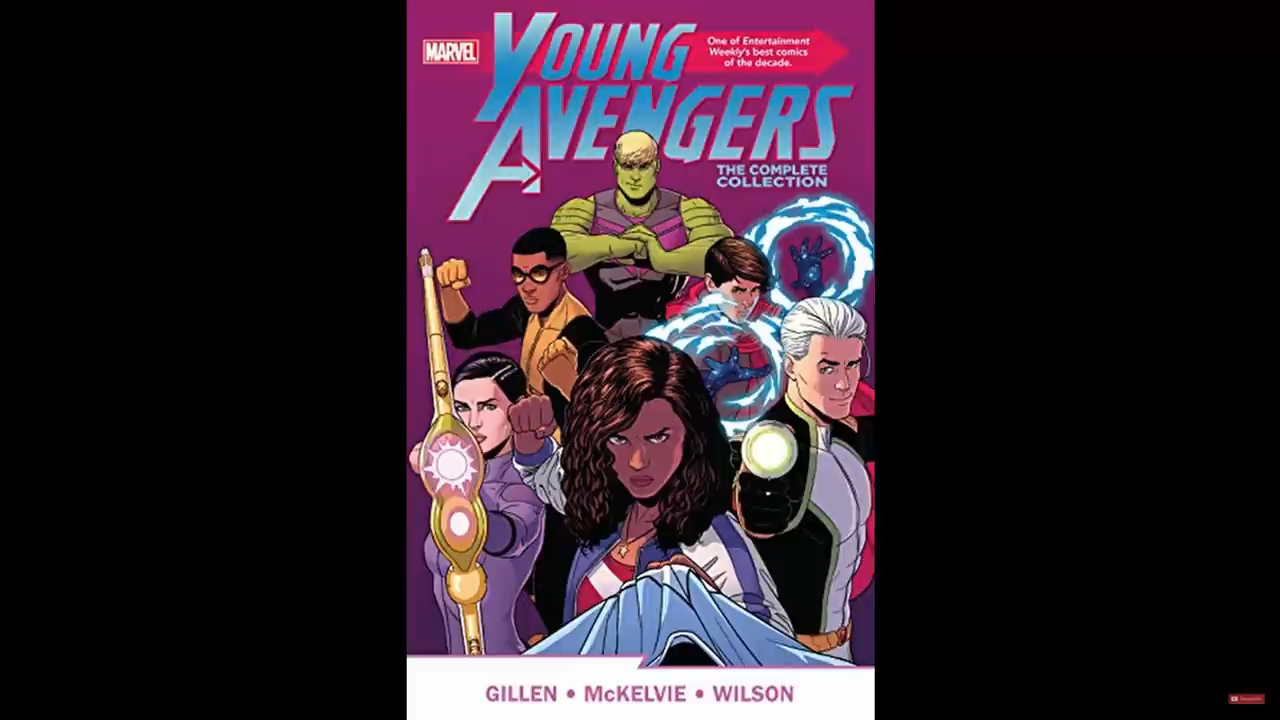 MARVEL
YOUNG
AVENGERS
One of Entertainment
Weekly's best comics
of the decade.
THE COMPLETE
COLLECTION
GILLEN • McKELVIE • WILSON